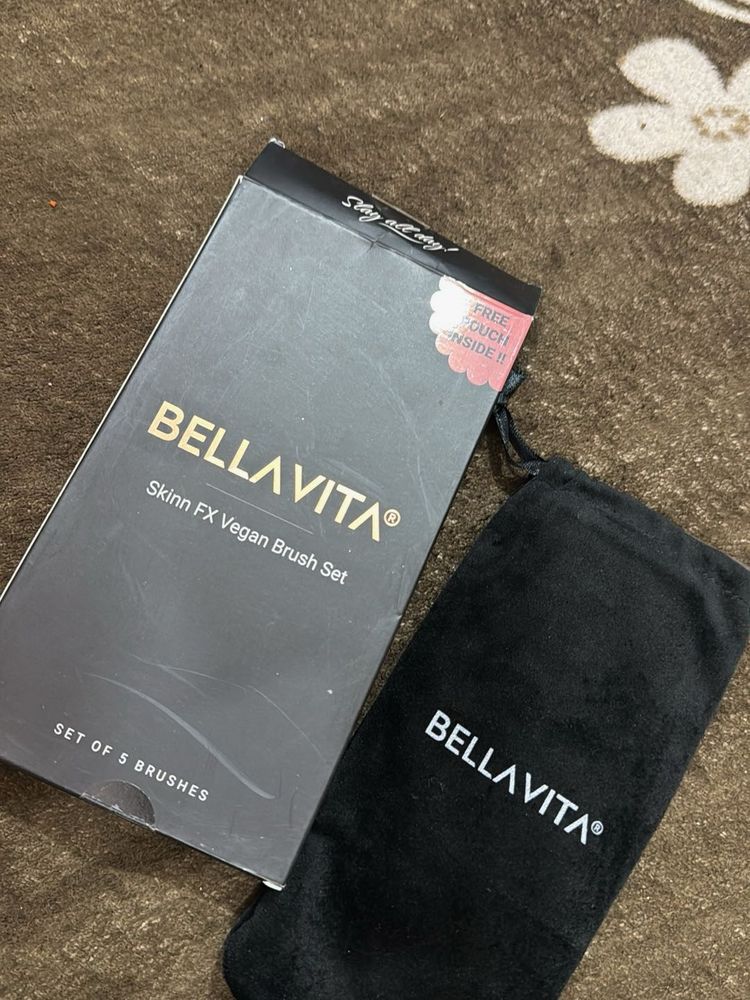 Slay all day!
FREE
POUCH
INSIDE !!
BELLAVITA®
Skinn FX Vegan Brush Set
SET OF 5 BRUSHES
BELLAVITA®